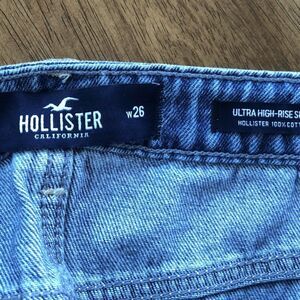 HOLLISTER
CALIFORNIA
W26
ULTRA HIGH-RISE
HOLLISTER 100%